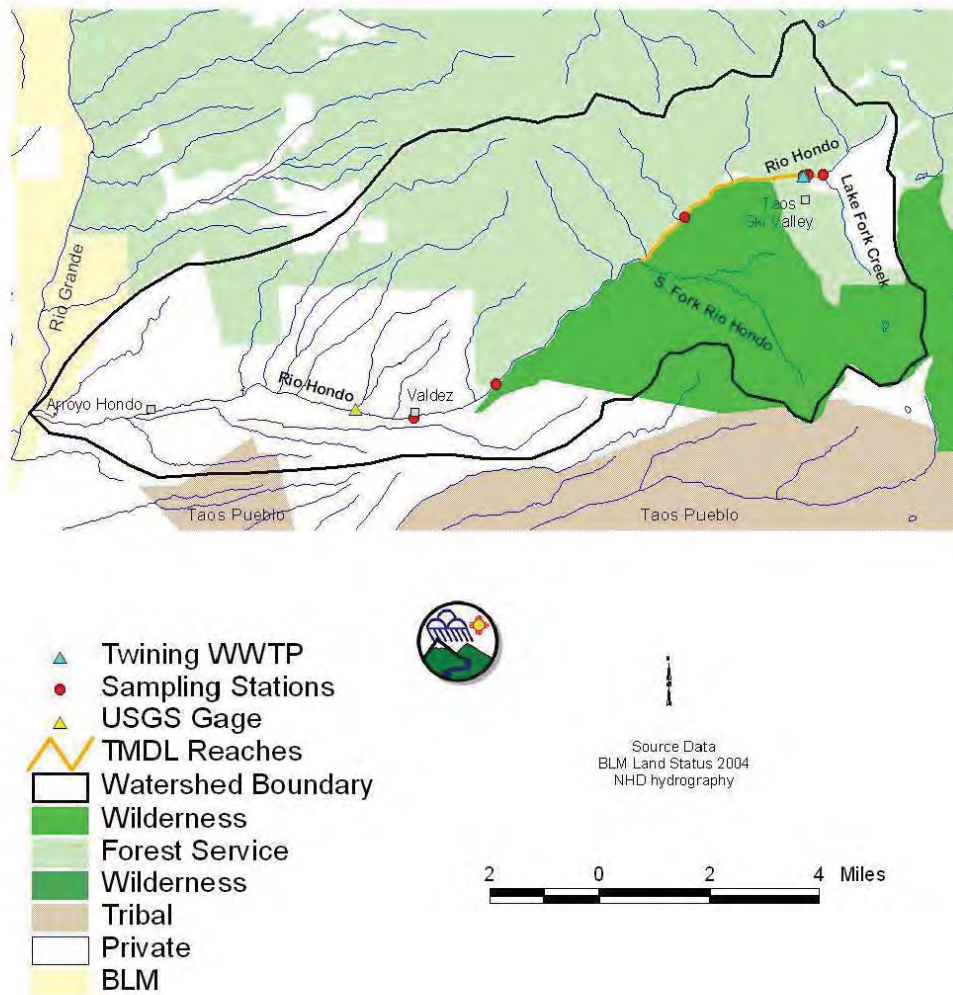 Rio Hondo
Taos
Ski Valley
Lake Fork Creek
Rio Grande
S. Fork Rio Hondo
Rio Hondo
Valdez
Arroyo Hondo
Taos Pueblo
Taos Pueblo
Twining WWTP
Sampling Stations
USGS Gage
TMDL Reaches
Watershed Boundary
Wilderness
Forest Service
Wilderness
Tribal
Private
BLM
Source Data
BLM Land Status 2004
NHD hydrography
2 0 2 4 Miles